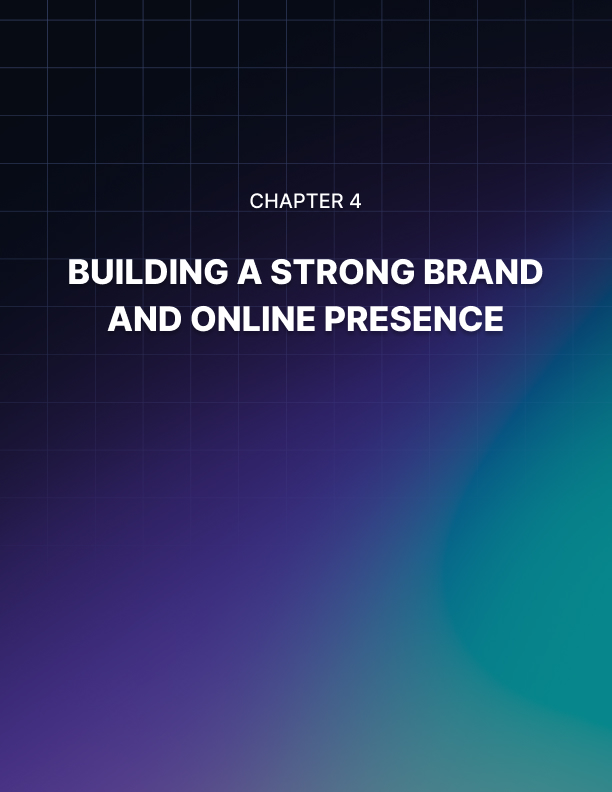 CHAPTER 4
BUILDING A STRONG BRAND
AND ONLINE PRESENCE